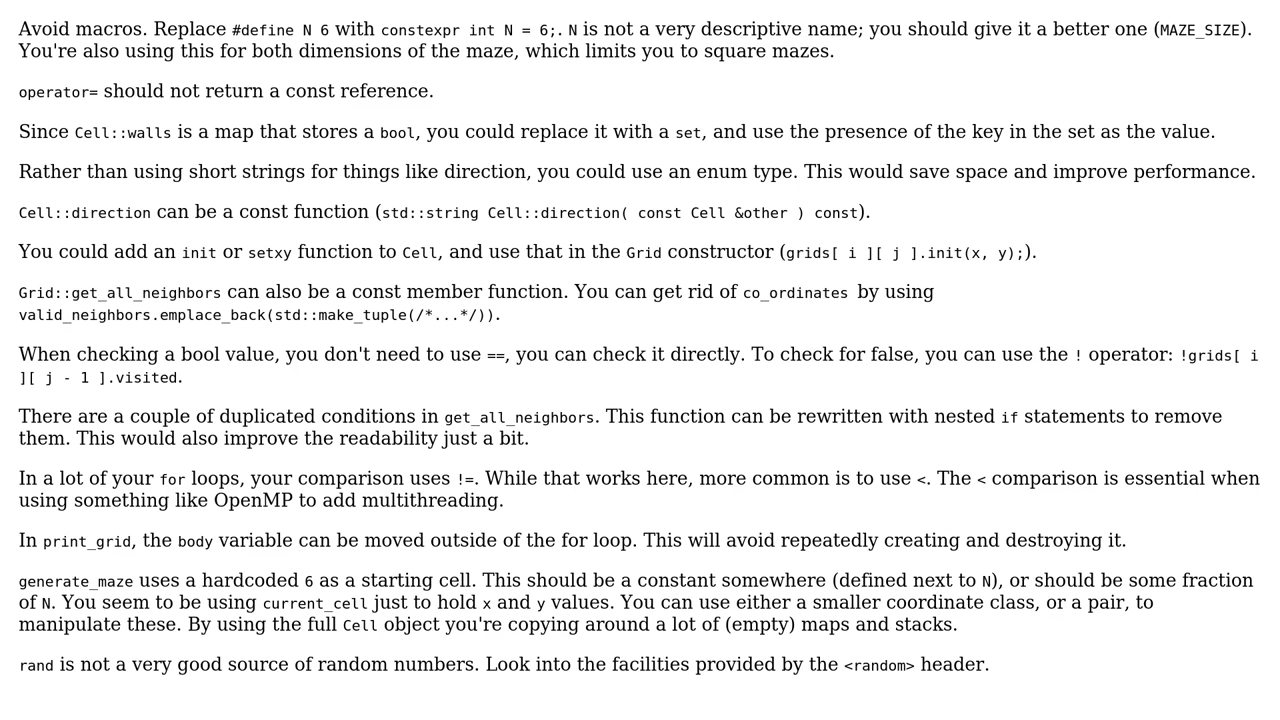 Avoid macros. Replace #define N 6 with constexpr int N = 6;. N is not a very descriptive name; you should give it a better one (MAZE_SIZE).
You're also using this for both dimensions of the maze, which limits you to square mazes.
operator= should not return a const reference.
Since Cell::walls is a map that stores a bool, you could replace it with a set, and use the presence of the key in the set as the value.
Rather than using short strings for things like direction, you could use an enum type. This would save space and improve performance.
Cell::direction can be a const function (std::string Cell::direction( const Cell &other ) const).
You could add an init or setxy function to Cell, and use that in the Grid constructor (grids[ i ][ j ].init(x, y);).
Grid::get_all_neighbors can also be a const member function. You can get rid of co_ordinates by using
valid_neighbors.emplace_back(std::make_tuple(/*...*/)).
When checking a bool value, you don't need to use ==, you can check it directly. To check for false, you can use the ! operator: !grids[ i
][ j - 1 ].visited.
There are a couple of duplicated conditions in get_all_neighbors. This function can be rewritten with nested if statements to remove
them. This would also improve the readability just a bit.
In a lot of your for loops, your comparison uses !=. While that works here, more common is to use <. The < comparison is essential when
using something like OpenMP to add multithreading.
In print_grid, the body variable can be moved outside of the for loop. This will avoid repeatedly creating and destroying it.
generate_maze uses a hardcoded 6 as a starting cell. This should be a constant somewhere (defined next to N), or should be some fraction
of N. You seem to be using current_cell just to hold x and y values. You can use either a smaller coordinate class, or a pair, to
manipulate these. By using the full Cell object you're copying around a lot of (empty) maps and stacks.
rand is not a very good source of random numbers. Look into the facilities provided by the <random> header.